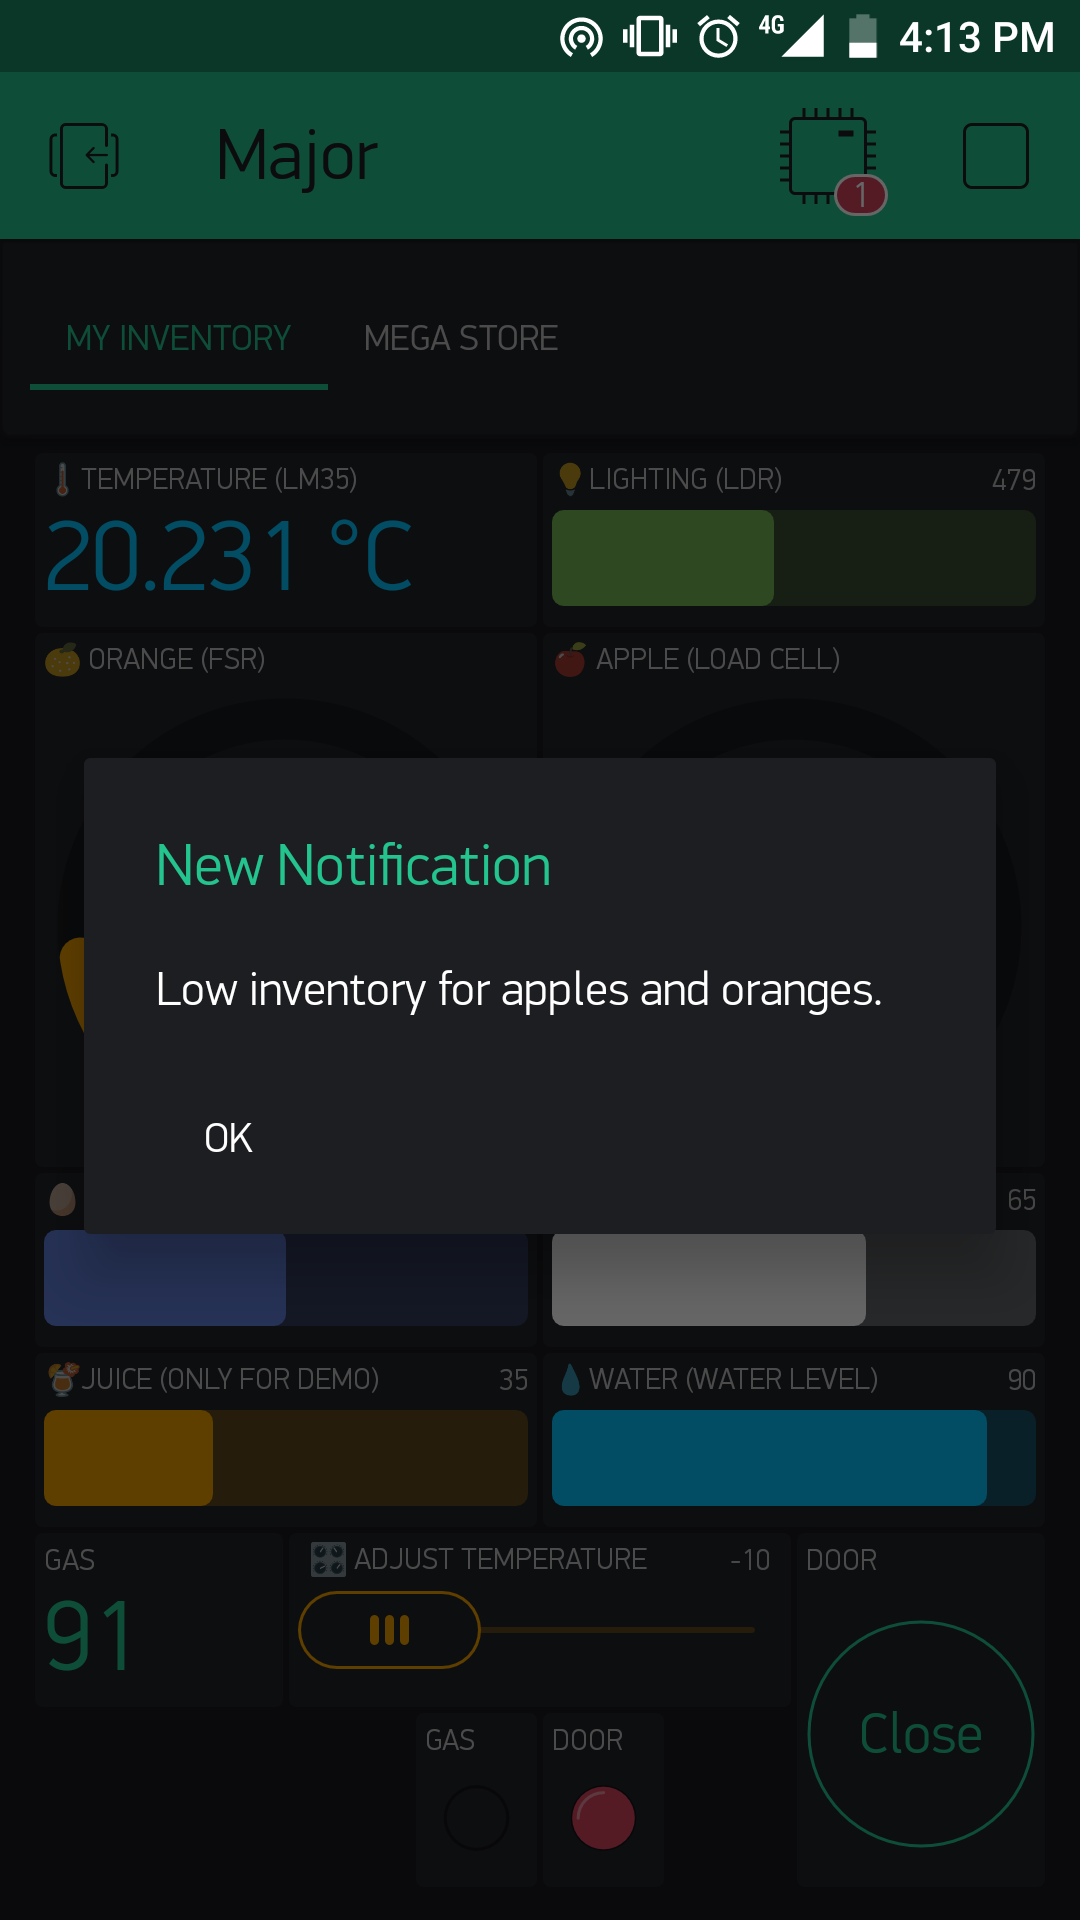 4G 4:13 PM
Major
1
MY INVENTORY MEGA STORE
TEMPERATURE (LM35)
20.231 °C
LIGHTING (LDR) 479
ORANGE (FSR)
APPLE (LOAD CELL)
New Notification
Low inventory for apples and oranges.
OK
65
JUICE (ONLY FOR DEMO) 35
WATER (WATER LEVEL) 90
GAS
91
ADJUST TEMPERATURE -10
DOOR
Close
GAS
DOOR